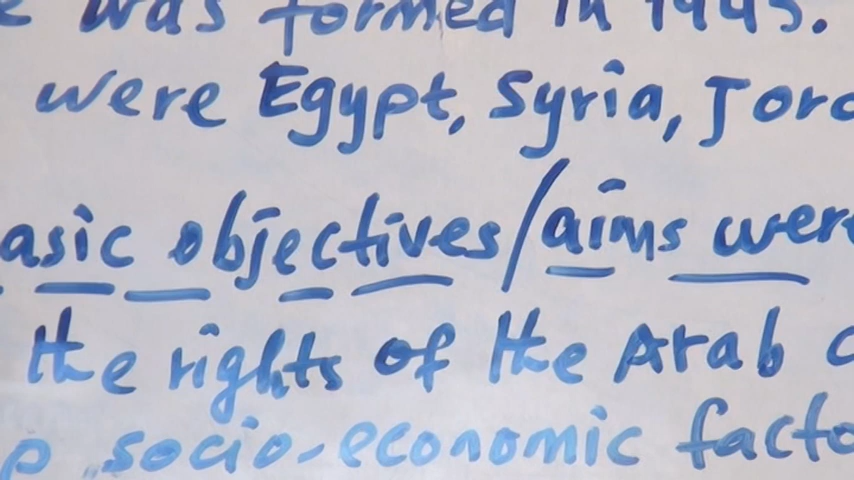 was formed in 1945.
were Egypt, Syria, Jord
asic objectives/aims were
the rights of the Arab
p socio-economic facto